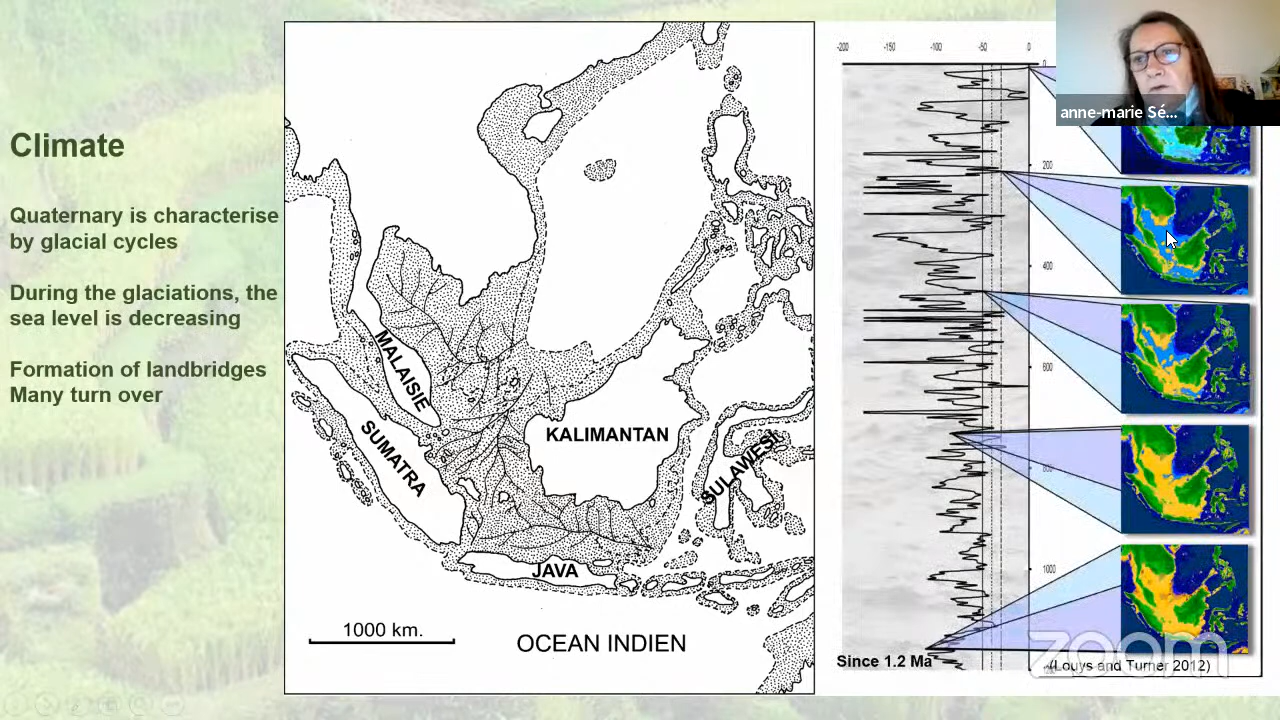 Climate
Quaternary is characterise
by glacial cycles
During the glaciations, the
sea level is decreasing
Formation of landbridges
Many turn over
MALAISIE
SUMATRA
KALIMANTAN
SULAWESI
JAVA
1000 km.
OCEAN INDIEN
-200 -150 -100 -50 0
0
200
400
600
800
1000
Since 1.2 Ma
(Louys and Turner 2012)
anne-marie Sé...
zoom